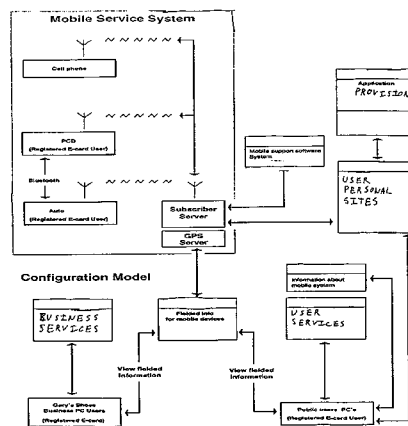 Mobile Service System
Cell phone
PCD
(Registered E-card User)
Bluetooth
Auto
(Registered E-card User)
Subscriber
Server
GPS
Server
Mobile support software
System
Application
PROVISION
USER
PERSONAL
SITES
Configuration Model
BUSINESS
SERVICES
Fielded Info
for mobile devices
Information about
mobile system
USER
SERVICES
View fielded
Information
View fielded
Information
Gary's Shoes
Business PC Users
(Registered E-card)
Public users PC's
(Registered E-card User)